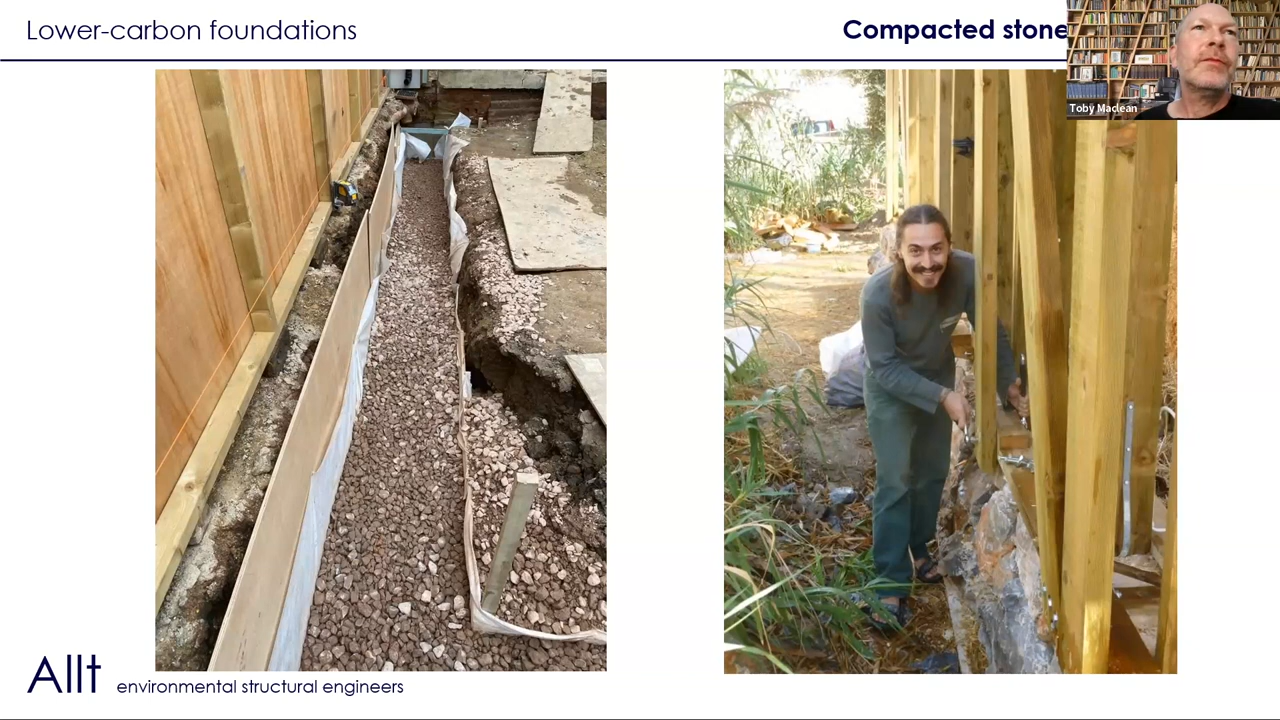 Lower-carbon foundations
Compacted stone
Toby Maclean
Allt environmental structural engineers